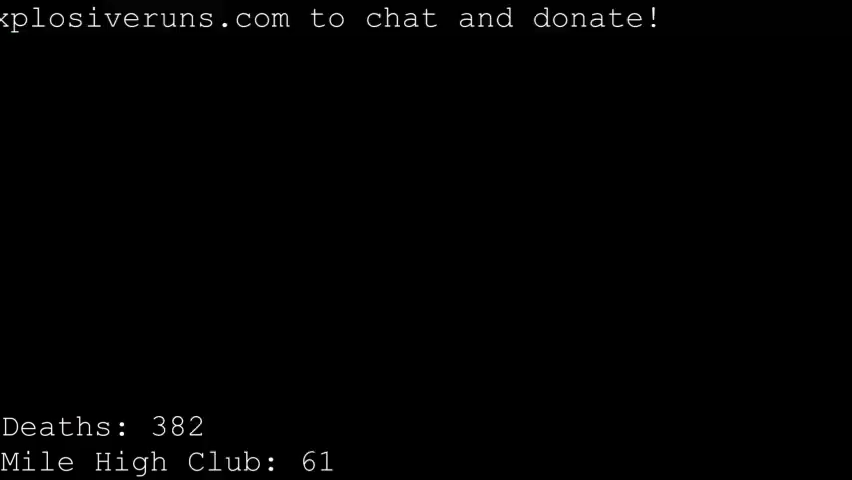 xplosiveruns.com to chat and donate!
Deaths: 382
Mile High Club: 61